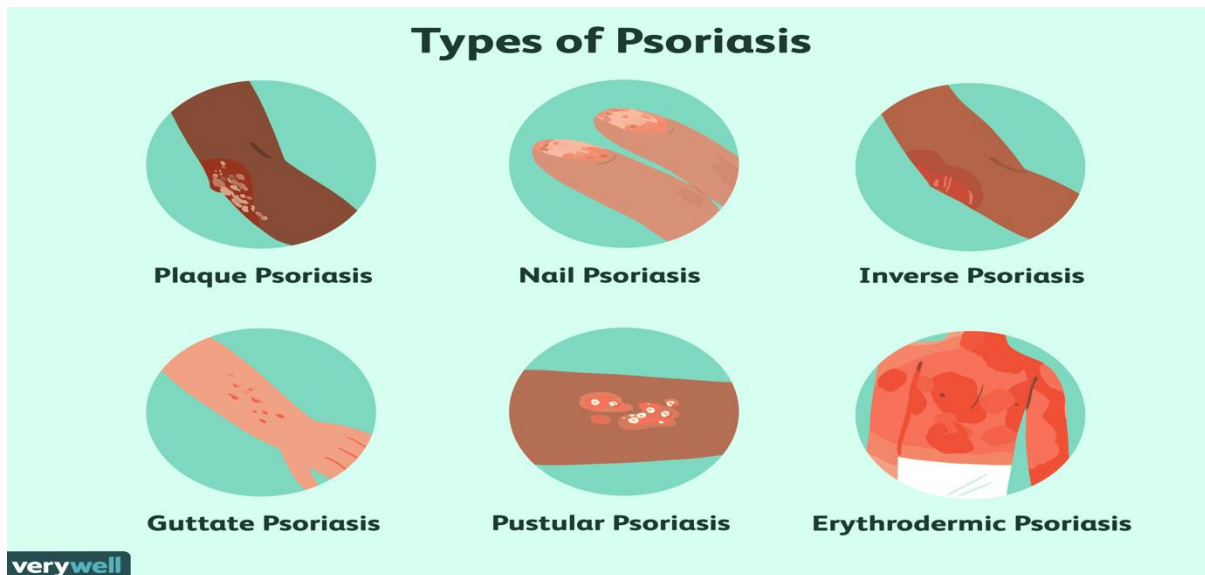 Types of Psoriasis
Plaque Psoriasis
Nail Psoriasis
Inverse Psoriasis
Guttate Psoriasis
Pustular Psoriasis
Erythrodermic Psoriasis
verywell